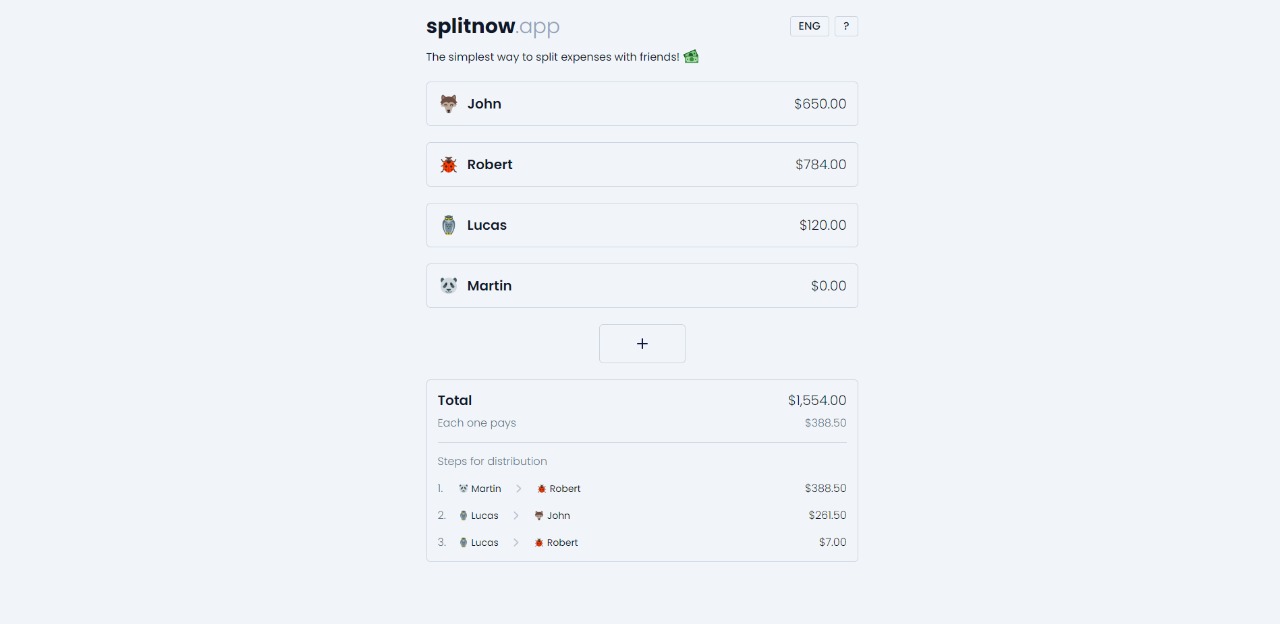 splitnow.app ENG ?
The simplest way to split expenses with friends!
John $650.00
Robert $784.00
Lucas $120.00
Martin $0.00
+
Total $1,554.00
Each one pays $388.50
Steps for distribution
1. Martin > Robert $388.50
2. Lucas > John $261.50
3. Lucas > Robert $7.00